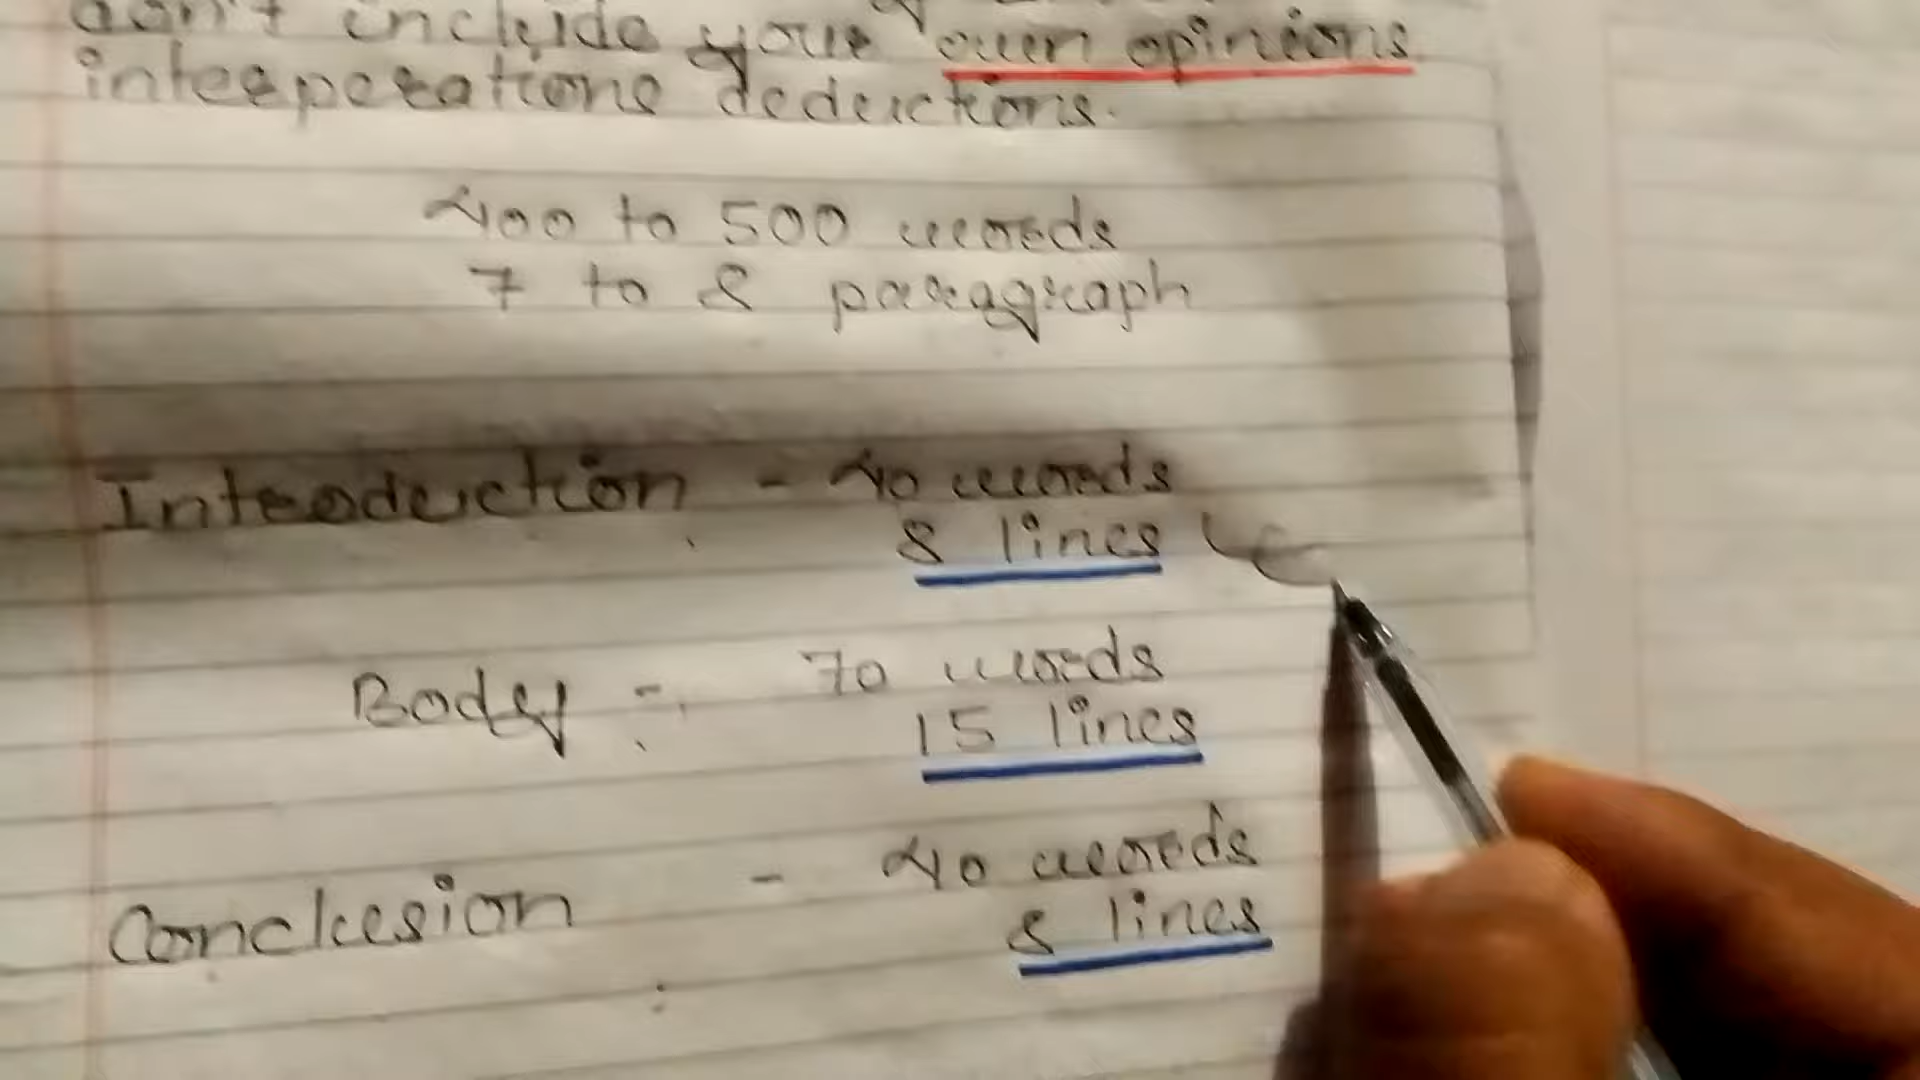 don't include your own opinions
interperations deductions.
400 to 500 words
7 to 8 paragraph
Introduction - 40 words
8 lines
Body :- 70 words
15 lines
Conclusion - 40 words
8 lines